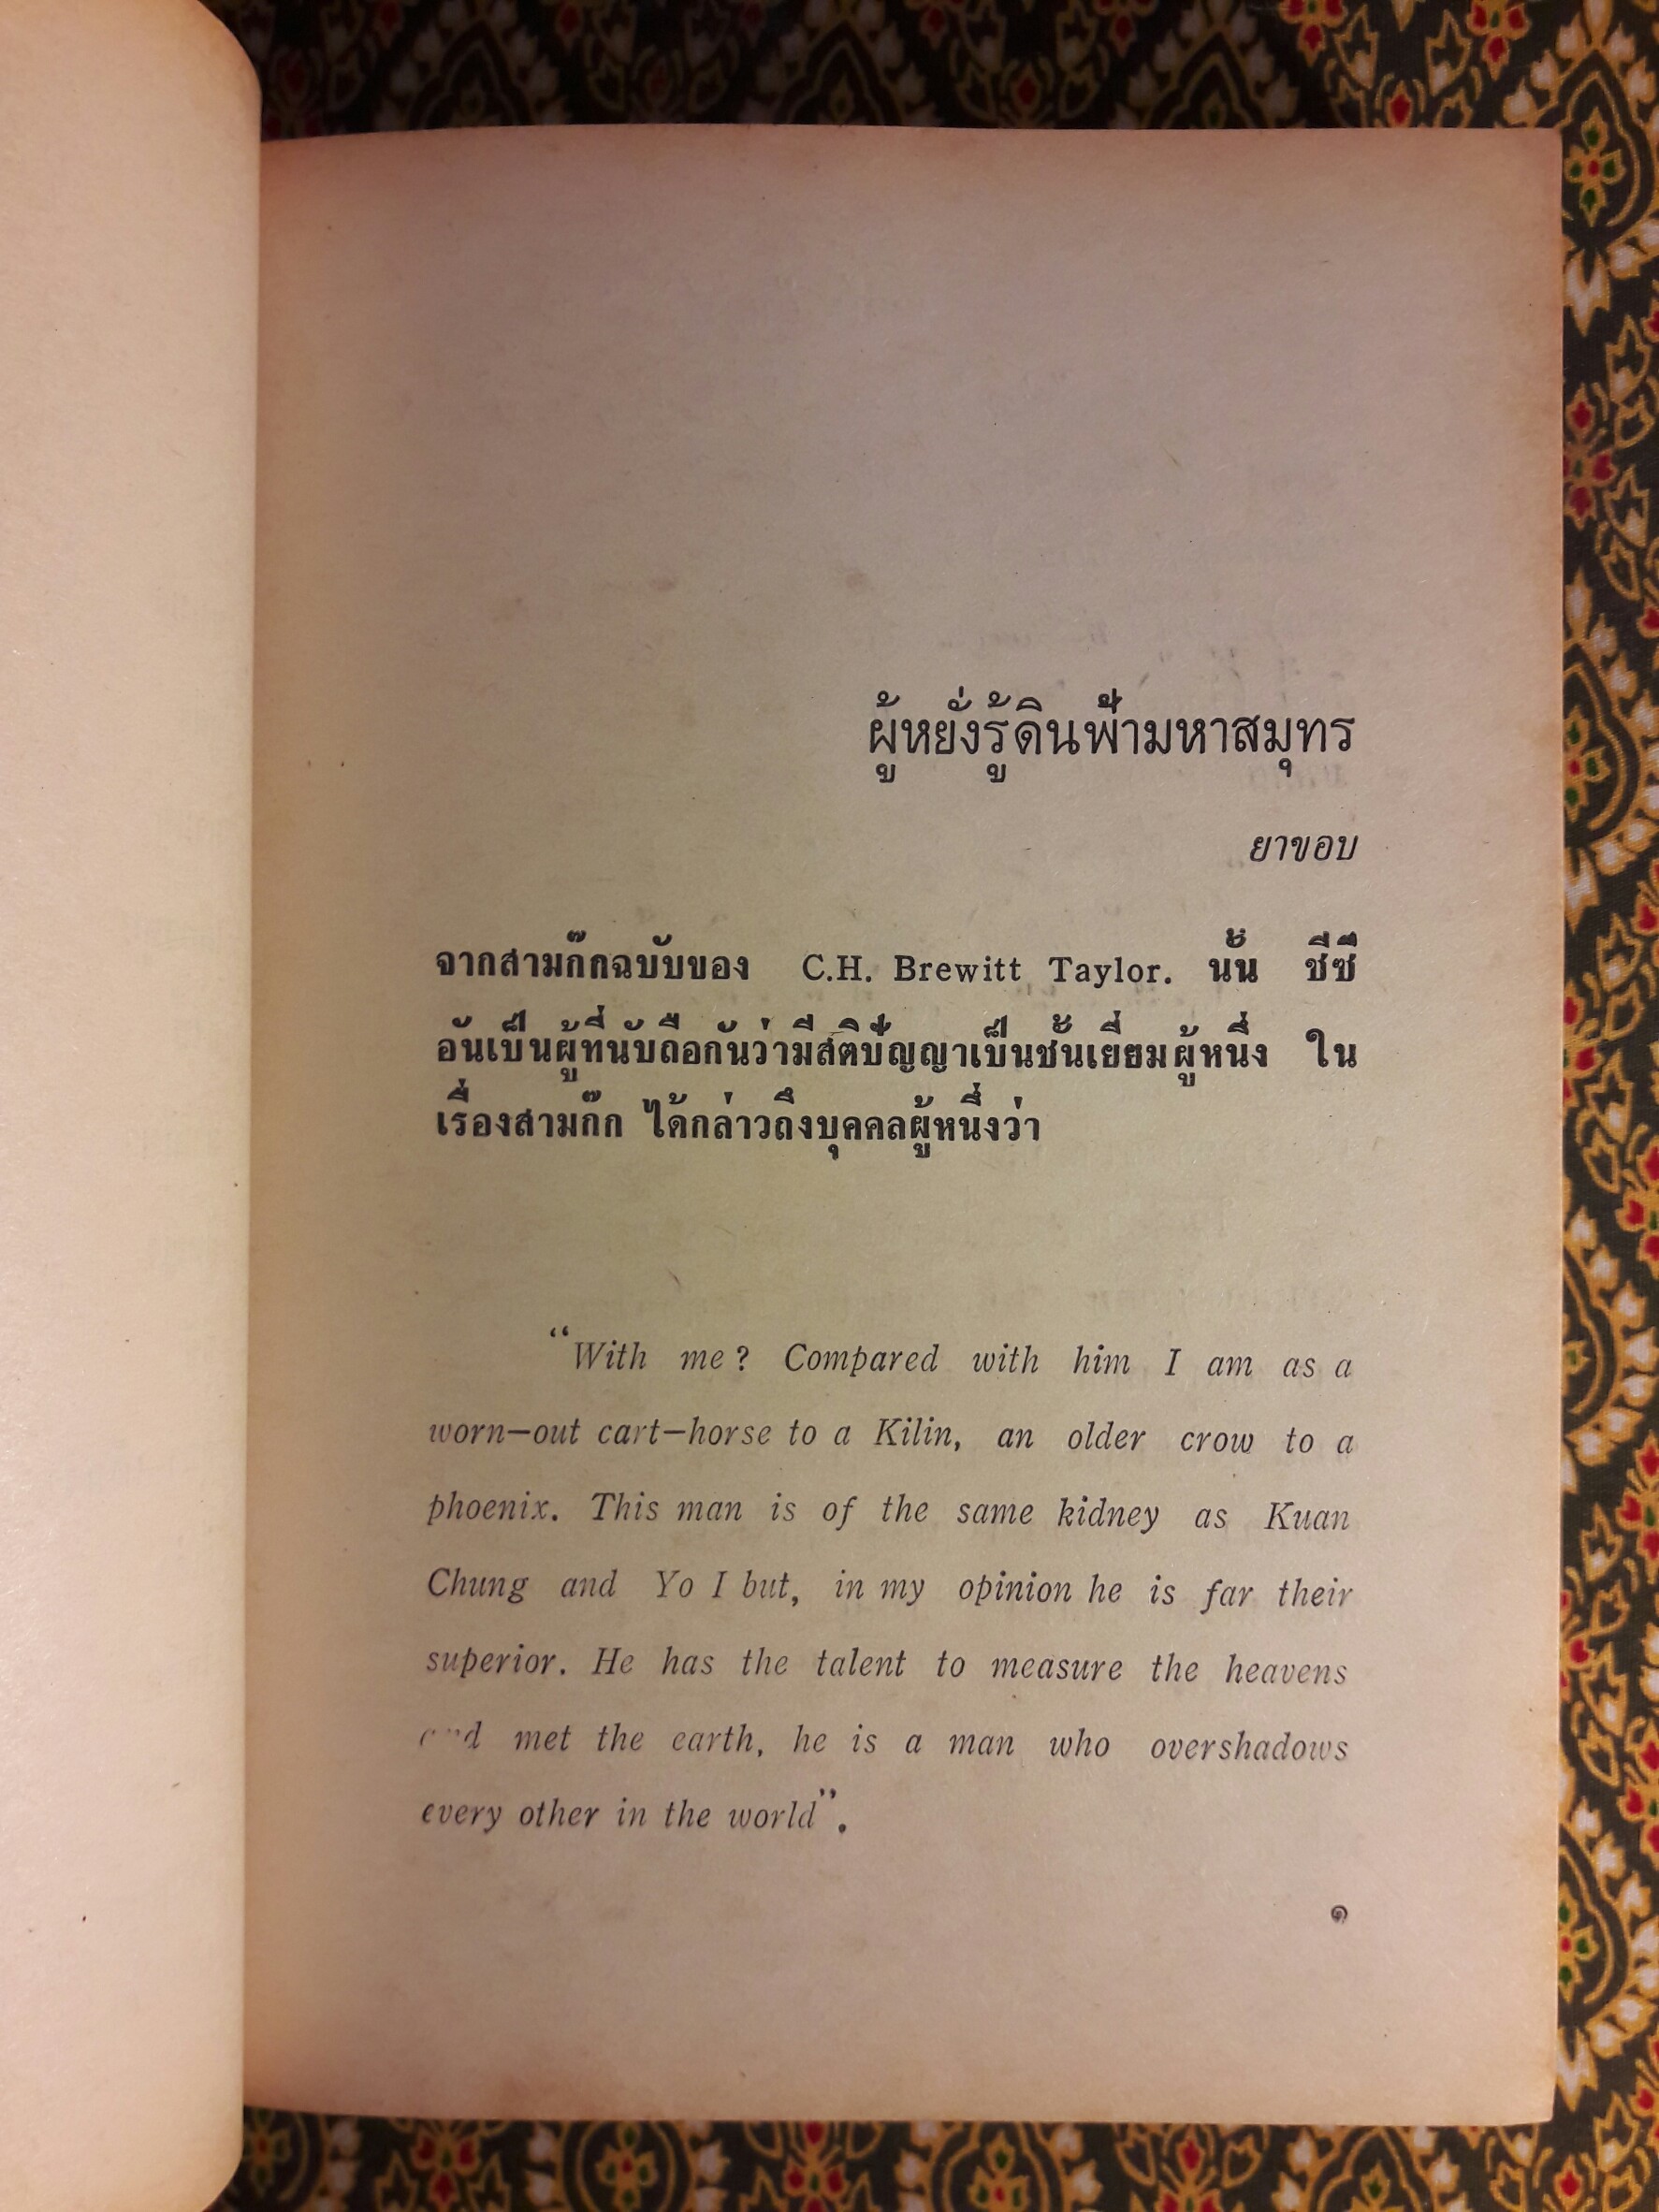 ผู้หยั่งรู้ดินฟ้ามหาสมุทร
ยาขอบ
จากสามก๊กฉบับของ C.H. Brewitt Taylor. นั้น ชีซี
อันเป็นผู้ที่นับถือกันว่ามีสติปัญญาเป็นชั้นเยี่ยมผู้หนึ่ง ใน
เรื่องสามก๊ก ได้กล่าวถึงบุคคลผู้หนึ่งว่า
“With me? Compared with him I am as a
worn—out cart—horse to a Kilin, an older crow to a
phoenix. This man is of the same kidney as Kuan
Chung and Yo I but, in my opinion he is far their
superior. He has the talent to measure the heavens
and met the earth, he is a man who overshadows
every other in the world”.
๑